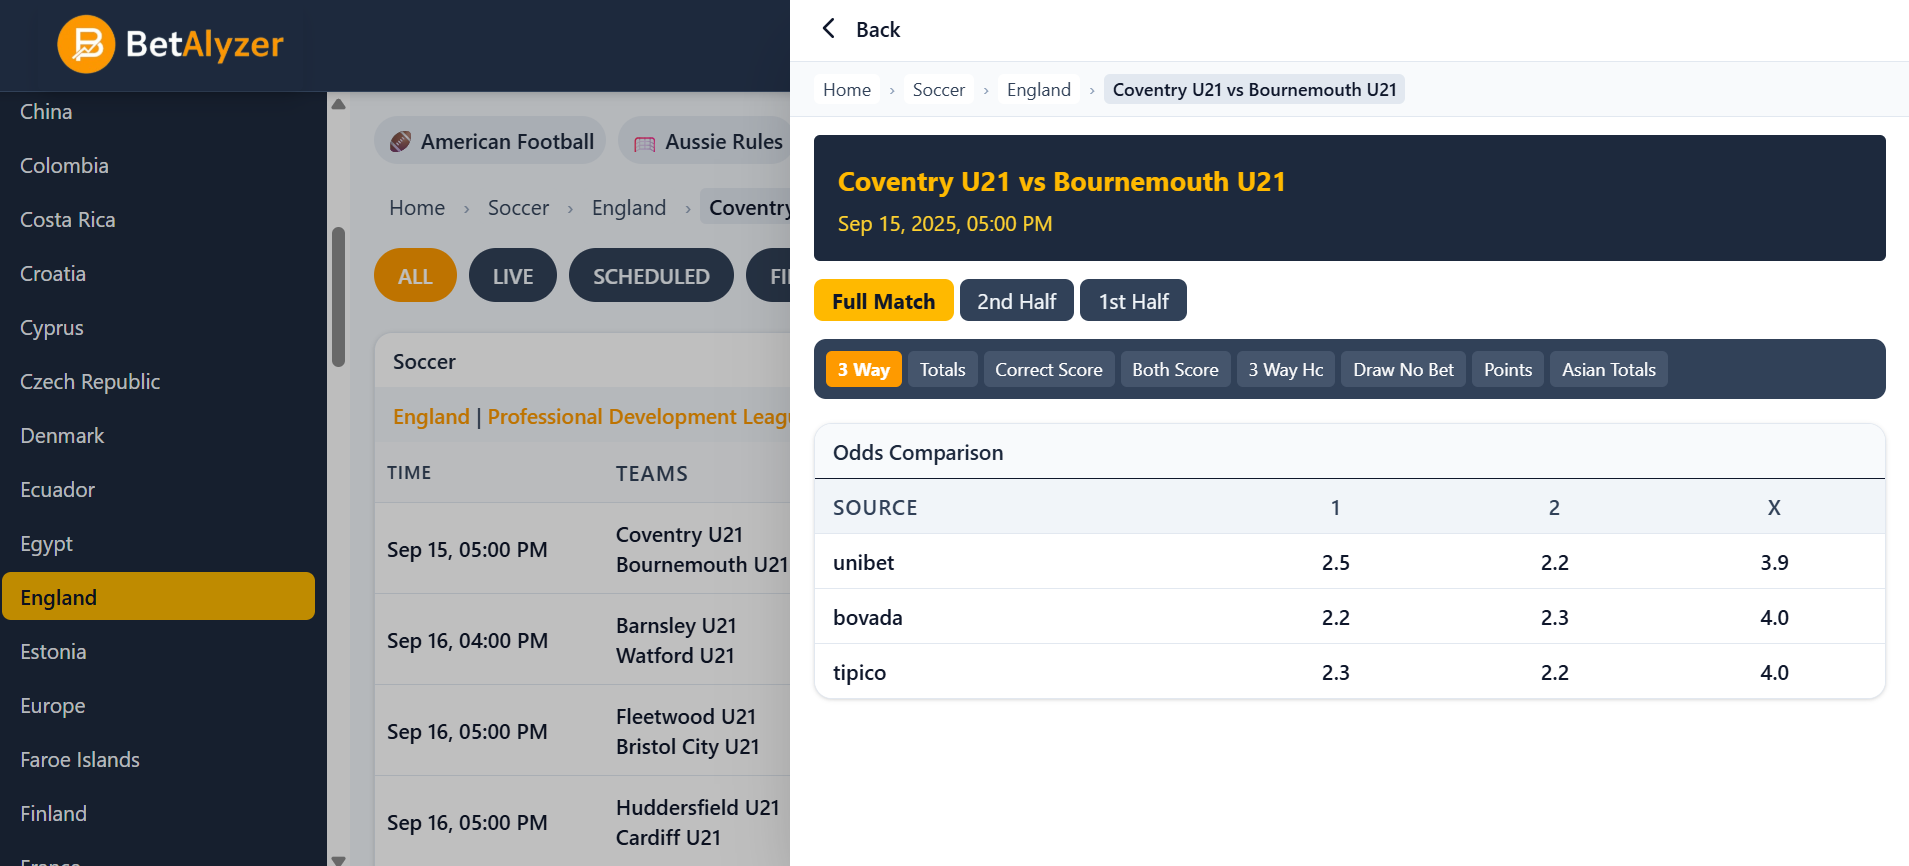 BetAlyzer
China
Colombia
Costa Rica
Croatia
Cyprus
Czech Republic
Denmark
Ecuador
Egypt
England
Estonia
Europe
Faroe Islands
Finland
American Football
Aussie Rules
Home › Soccer › England › Coventry
ALL
LIVE
SCHEDULED
Soccer
England | Professional Development
TIME TEAMS
Sep 15, 05:00 PM
Coventry U21
Bournemouth U21
Sep 16, 04:00 PM
Barnsley U21
Watford U21
Sep 16, 05:00 PM
Fleetwood U21
Bristol City U21
Sep 16, 05:00 PM
Huddersfield U21
Cardiff U21
Back
Home › Soccer › England › Coventry U21 vs Bournemouth U21
Coventry U21 vs Bournemouth U21
Sep 15, 2025, 05:00 PM
Full Match 2nd Half 1st Half
3 Way Totals Correct Score Both Score 3 Way Hc Draw No Bet Points Asian Totals
Odds Comparison
SOURCE 1 2 X
unibet 2.5 2.2 3.9
bovada 2.2 2.3 4.0
tipico 2.3 2.2 4.0